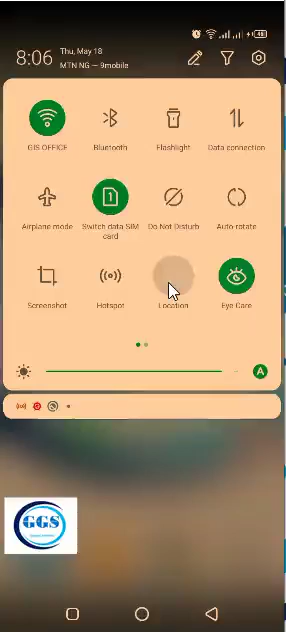 8:06
Thu, May 18
MTN NG — 9mobile
GIS OFFICE
Bluetooth
Flashlight
Data connection
1
Airplane mode
Switch data SIM
card
Do Not Disturb
Auto-rotate
Screenshot
Hotspot
Location
Eye Care
A
GGS